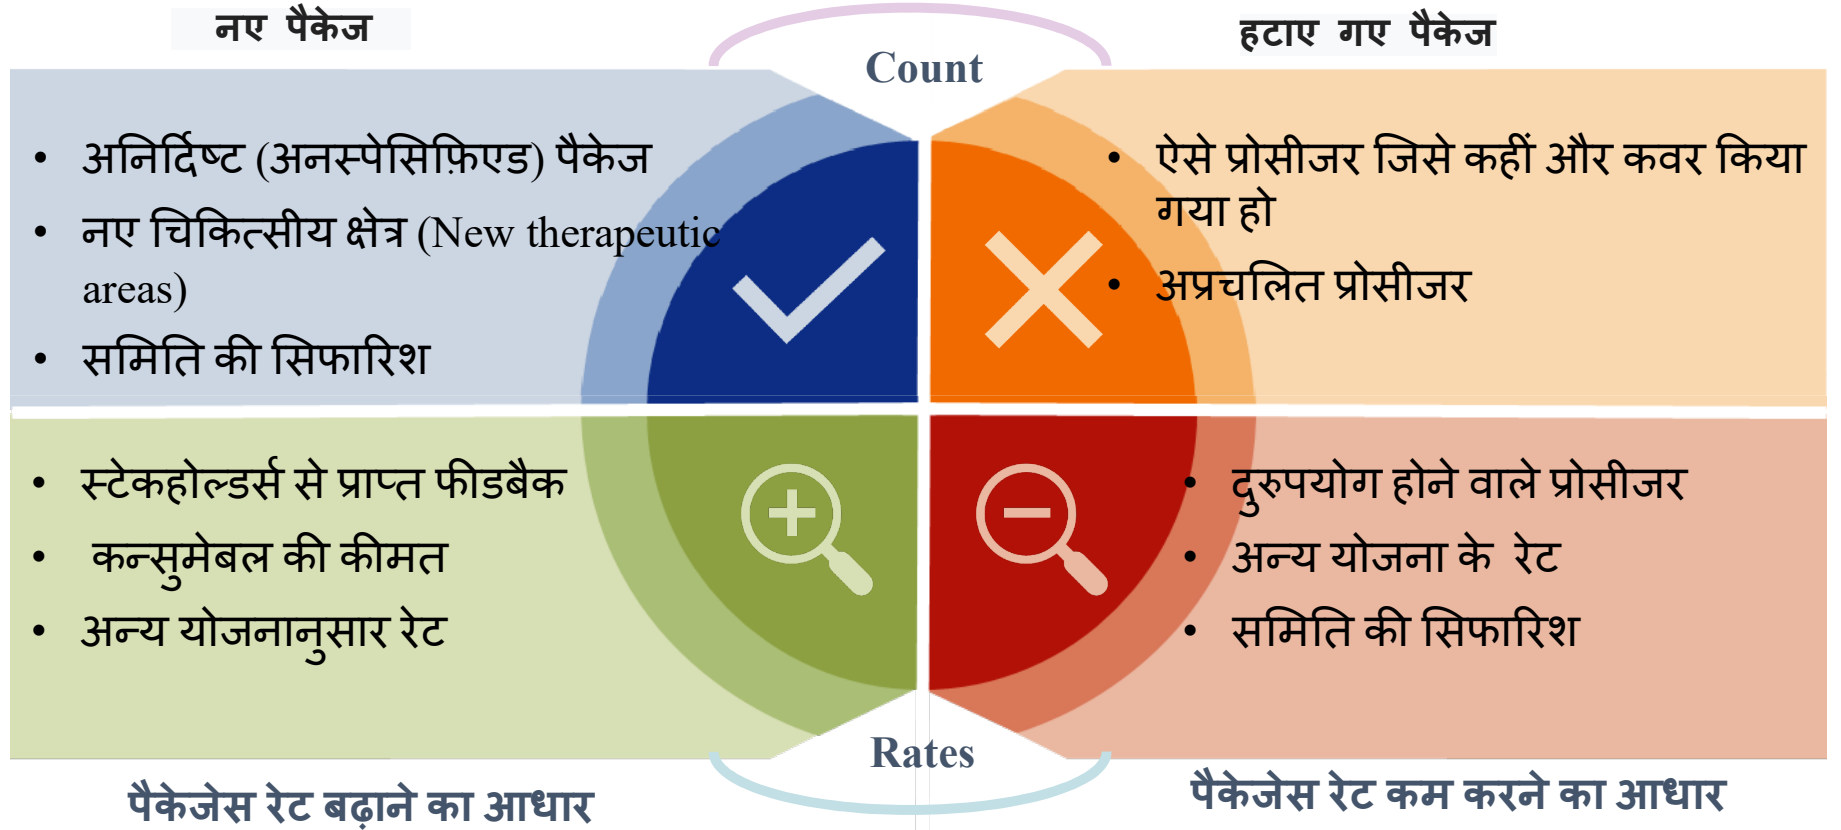 नए पैकेज
Count
हटाए गए पैकेज
• अनिर्दिष्ट (अनस्पेसिफ़िएड) पैकेज
• नए चिकित्सीय क्षेत्र (New therapeutic
areas)
• समिति की सिफारिश
• ऐसे प्रोसीजर जिसे कहीं और कवर किया
गया हो
• अप्रचलित प्रोसीजर
• स्टेकहोल्डर्स से प्राप्त फीडबैक
• कन्सुमेबल की कीमत
• अन्य योजनानुसार रेट
• दुरुपयोग होने वाले प्रोसीजर
• अन्य योजना के रेट
• समिति की सिफारिश
Rates
पैकेजेस रेट बढ़ाने का आधार
पैकेजेस रेट कम करने का आधार